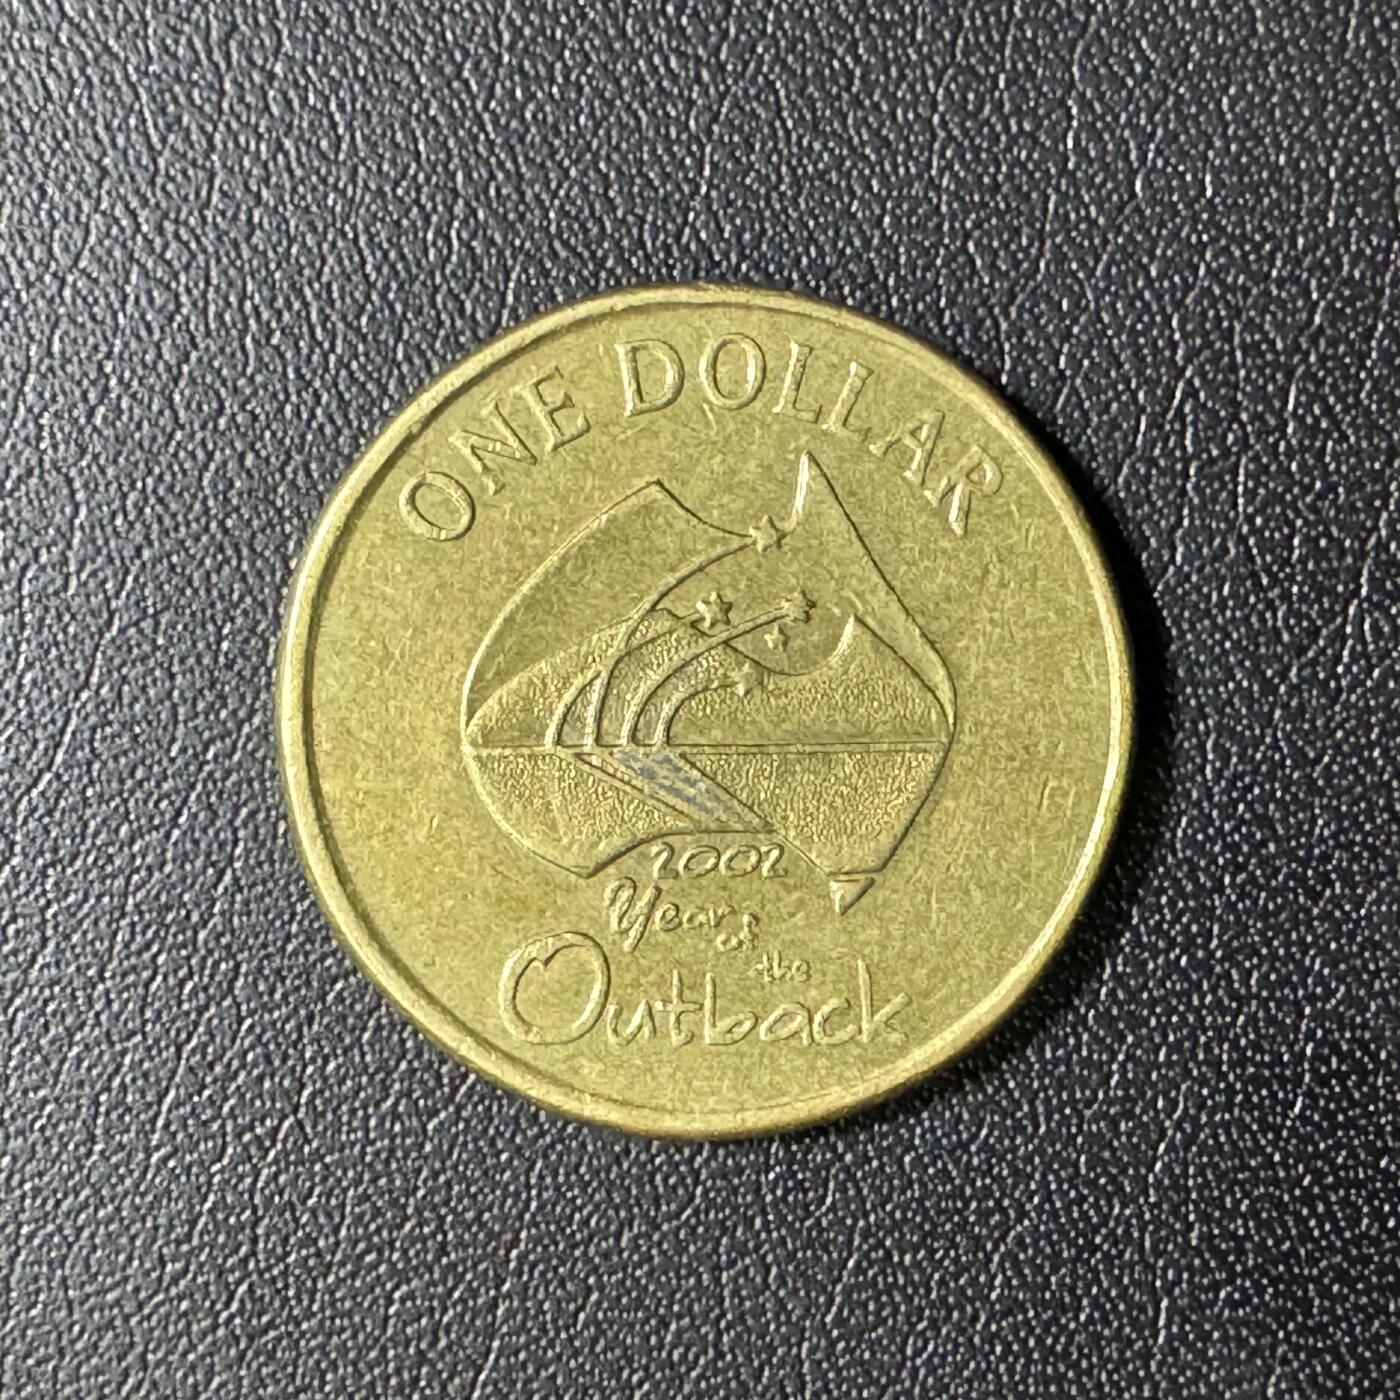 ONE DOLLAR
2002
Year
of
the
Outback